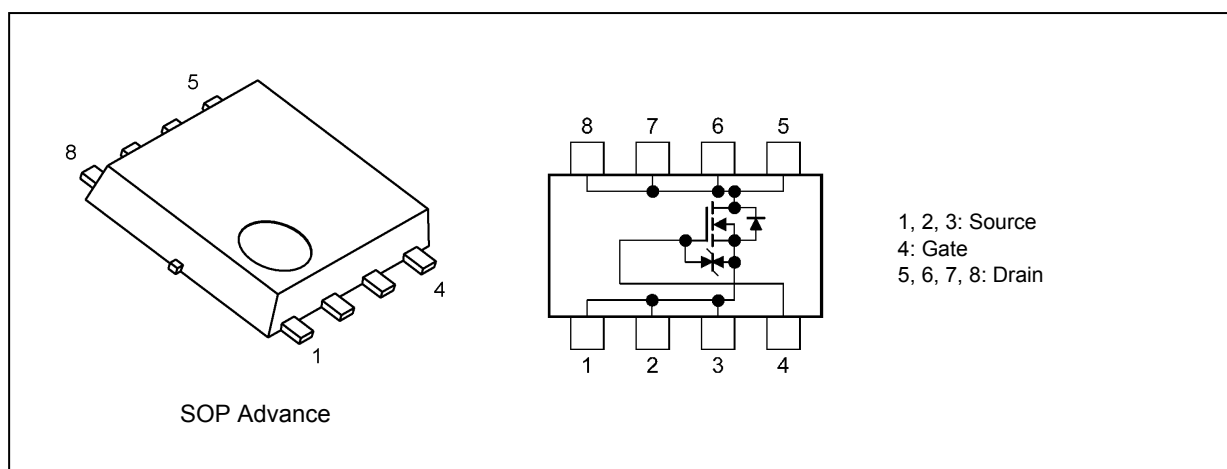 5
8
4
1
SOP Advance
8 7 6 5
1 2 3 4
1, 2, 3: Source
4: Gate
5, 6, 7, 8: Drain